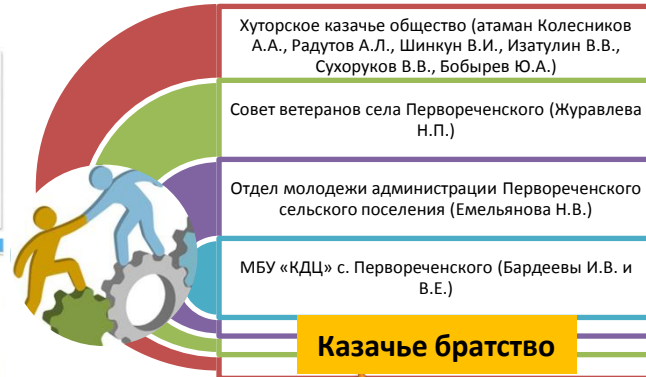 Хуторское казачье общество (атаман Колесников
А.А., Радутов А.Л., Шинкун В.И., Изатулин В.В.,
Сухоруков В.В., Бобырев Ю.А.)
Совет ветеранов села Первореченского (Журавлева
Н.П.)
Отдел молодежи администрации Первореченского
сельского поселения (Емельянова Н.В.)
МБУ «КДЦ» с. Первореченского (Бардеевы И.В. и
В.Е.)
Казачье братство